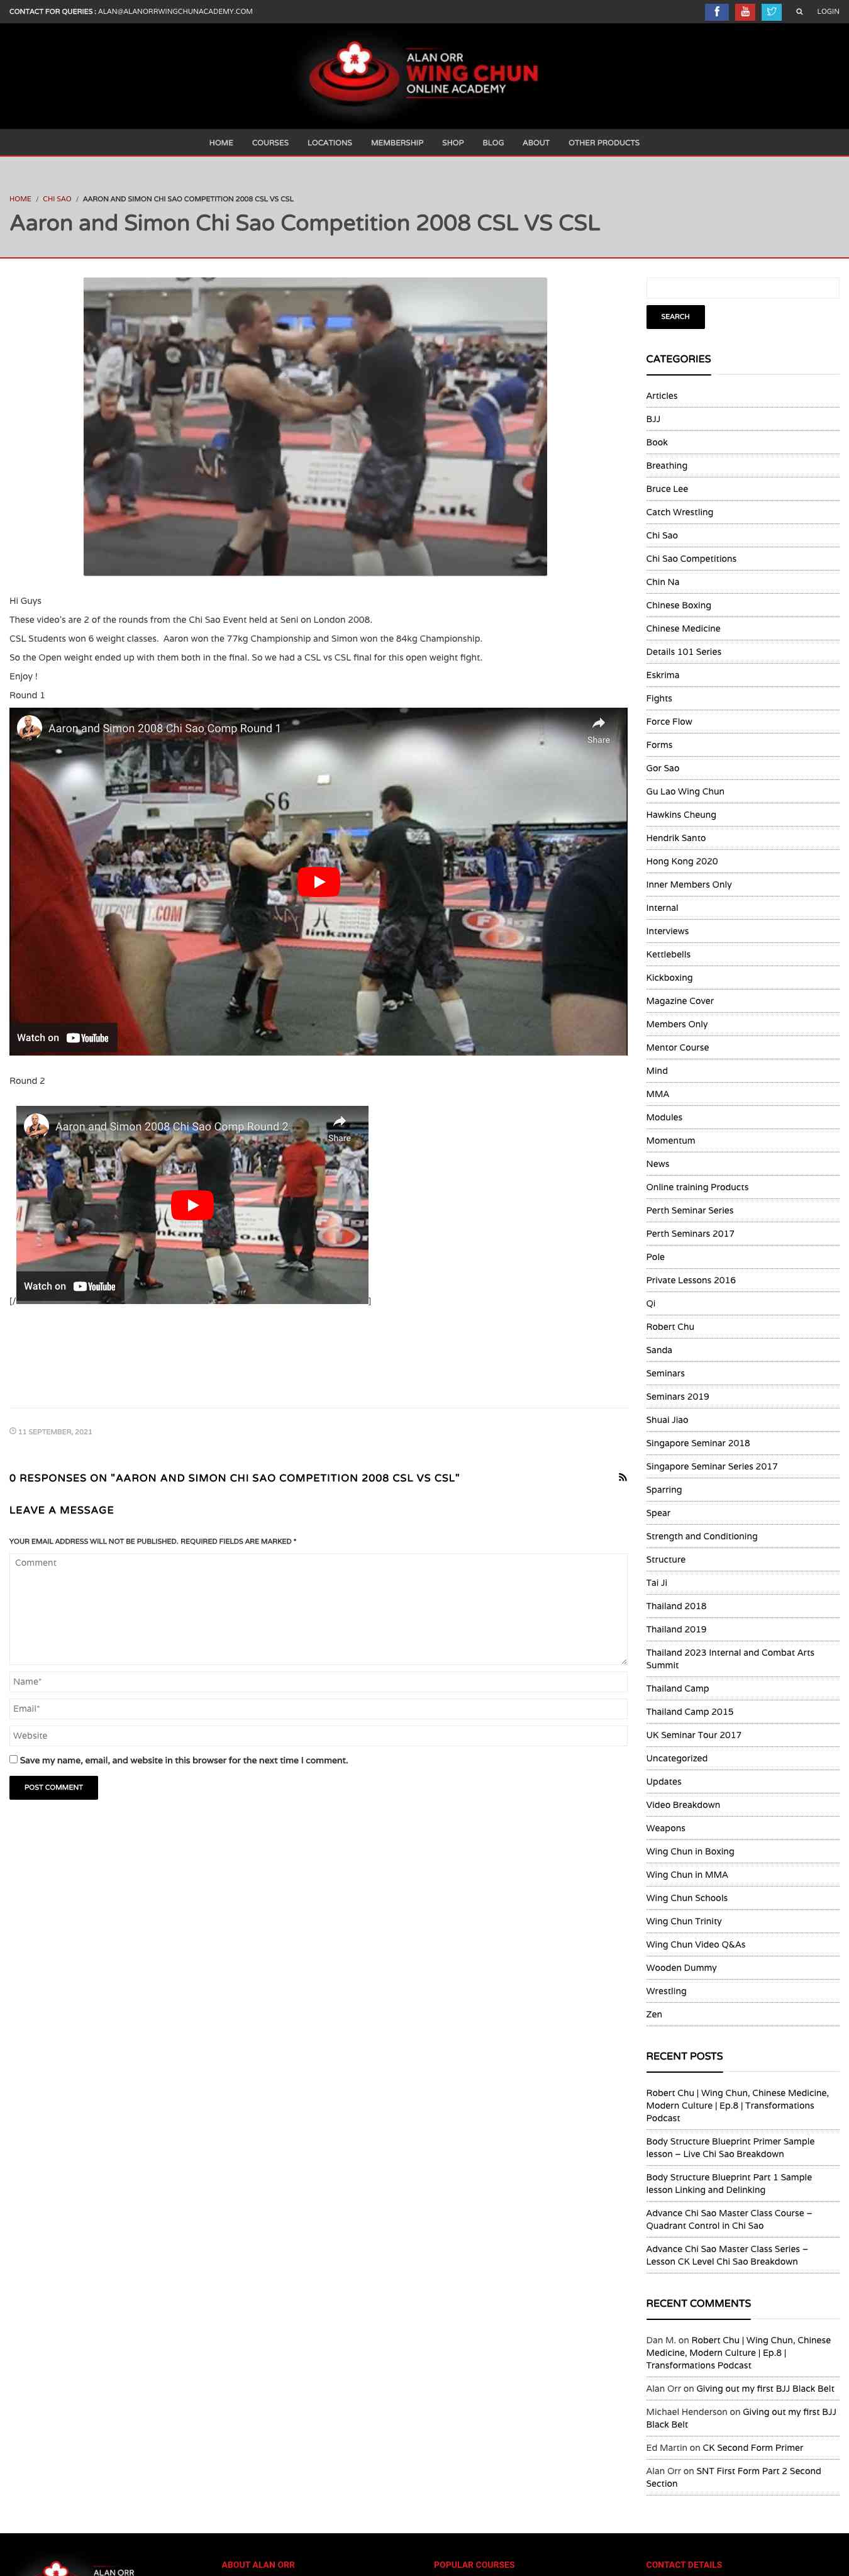 CONTACT FOR QUERIES : ALAN@ALANORRWINGCHUNACADEMY.COM
LOGIN
ALAN ORR
WING CHUN
ONLINE ACADEMY
HOME COURSES LOCATIONS MEMBERSHIP SHOP BLOG ABOUT OTHER PRODUCTS
HOME / CHI SAO / AARON AND SIMON CHI SAO COMPETITION 2008 CSL VS CSL
Aaron and Simon Chi Sao Competition 2008 CSL VS CSL
Hi Guys
These video's are 2 of the rounds from the Chi Sao Event held at Seni on London 2008.
CSL Students won 6 weight classes.  Aaron won the 77kg Championship and Simon won the 84kg Championship.
So the Open weight ended up with them both in the final. So we had a CSL vs CSL final for this open weight fight.
Enjoy !
Round 1
Aaron and Simon 2008 Chi Sao Comp Round 1
Share
S6
BLITZSPORT.COM
linkama
Watch on YouTube
Round 2
Aaron and Simon 2008 Chi Sao Comp Round 2
Share
nkama.co.uk
Watch on YouTube
[/ ]
11 SEPTEMBER, 2021
0 RESPONSES ON "AARON AND SIMON CHI SAO COMPETITION 2008 CSL VS CSL"
LEAVE A MESSAGE
YOUR EMAIL ADDRESS WILL NOT BE PUBLISHED. REQUIRED FIELDS ARE MARKED *
Comment
Name*
Email*
Website
Save my name, email, and website in this browser for the next time I comment.
POST COMMENT
SEARCH
CATEGORIES
Articles
BJJ
Book
Breathing
Bruce Lee
Catch Wrestling
Chi Sao
Chi Sao Competitions
Chin Na
Chinese Boxing
Chinese Medicine
Details 101 Series
Eskrima
Fights
Force Flow
Forms
Gor Sao
Gu Lao Wing Chun
Hawkins Cheung
Hendrik Santo
Hong Kong 2020
Inner Members Only
Internal
Interviews
Kettlebells
Kickboxing
Magazine Cover
Members Only
Mentor Course
Mind
MMA
Modules
Momentum
News
Online training Products
Perth Seminar Series
Perth Seminars 2017
Pole
Private Lessons 2016
Qi
Robert Chu
Sanda
Seminars
Seminars 2019
Shuai Jiao
Singapore Seminar 2018
Singapore Seminar Series 2017
Sparring
Spear
Strength and Conditioning
Structure
Tai Ji
Thailand 2018
Thailand 2019
Thailand 2023 Internal and Combat Arts
Summit
Thailand Camp
Thailand Camp 2015
UK Seminar Tour 2017
Uncategorized
Updates
Video Breakdown
Weapons
Wing Chun in Boxing
Wing Chun in MMA
Wing Chun Schools
Wing Chun Trinity
Wing Chun Video Q&As
Wooden Dummy
Wrestling
Zen
RECENT POSTS
Robert Chu | Wing Chun, Chinese Medicine,
Modern Culture | Ep.8 | Transformations
Podcast
Body Structure Blueprint Primer Sample
lesson – Live Chi Sao Breakdown
Body Structure Blueprint Part 1 Sample
lesson Linking and Delinking
Advance Chi Sao Master Class Course –
Quadrant Control in Chi Sao
Advance Chi Sao Master Class Series –
Lesson CK Level Chi Sao Breakdown
RECENT COMMENTS
Dan M. on Robert Chu | Wing Chun, Chinese
Medicine, Modern Culture | Ep.8 |
Transformations Podcast
Alan Orr on Giving out my first BJJ Black Belt
Michael Henderson on Giving out my first BJJ
Black Belt
Ed Martin on CK Second Form Primer
Alan Orr on SNT First Form Part 2 Second
Section
ALAN ORR
ABOUT ALAN ORR
POPULAR COURSES
CONTACT DETAILS